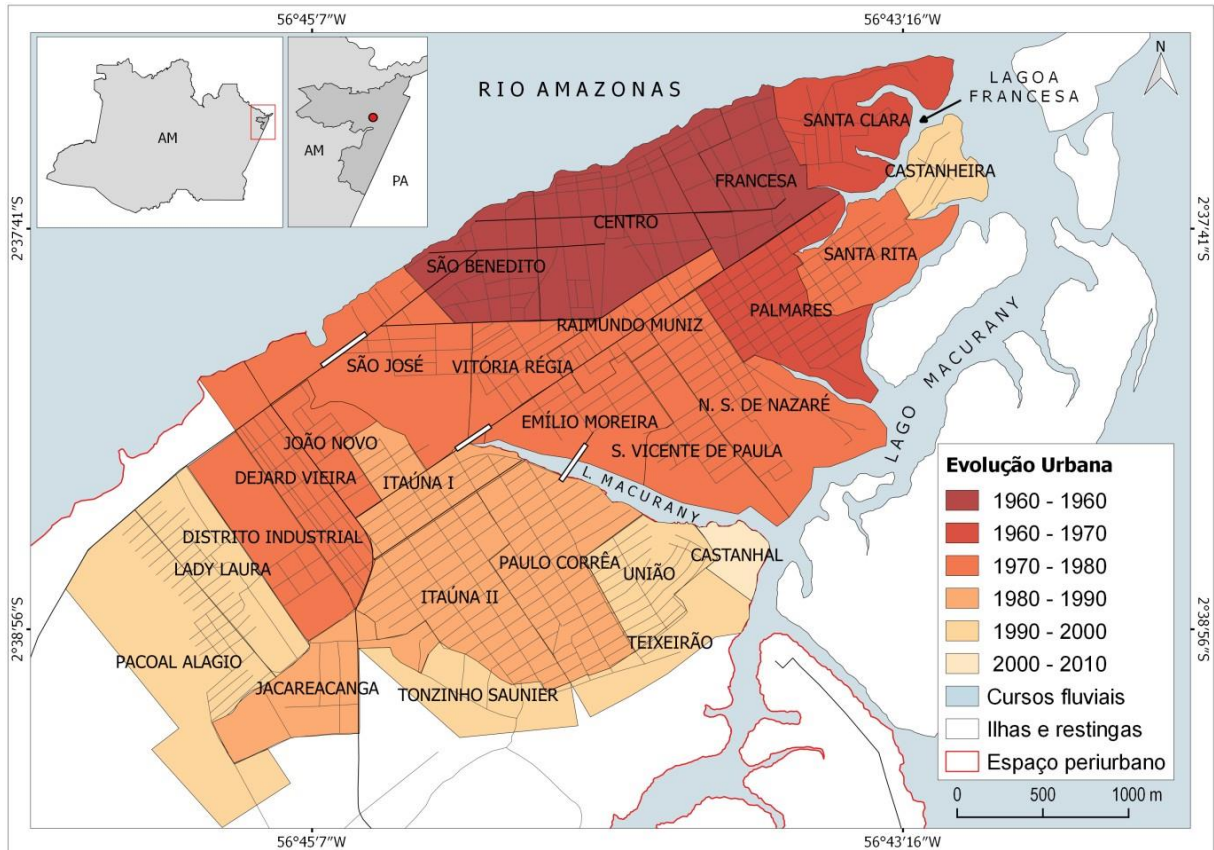 56°45'7"W
56°43'16"W
N
AM
AM
PA
RIO AMAZONAS
LAGOA
FRANCESA
SANTA CLARA
CASTANHEIRA
FRANCESA
CENTRO
2°37'41"S
2°37'41"S
SANTA RITA
SÃO BENEDITO
PALMARES
RAIMUNDO MUNIZ
SÃO JOSÉ
VITÓRIA RÉGIA
LAGO MACURANY
N. S. DE NAZARÉ
EMÍLIO MOREIRA
JOÃO NOVO
S. VICENTE DE PAULA
DEJARD VIEIRA
ITAÚNA I
L. MACURANY
DISTRITO INDUSTRIAL
LADY LAURA
PAULO CORRÊA
CASTANHAL
UNIÃO
ITAÚNA II
TEIXEIRÃO
2°38'56"S
2°38'56"S
PACOAL ALAGIO
JACAREACANGA
TONZINHO SAUNIER
Evolução Urbana
1960 - 1960
1960 - 1970
1970 - 1980
1980 - 1990
1990 - 2000
2000 - 2010
Cursos fluviais
Ilhas e restingas
Espaço periurbano
0 500 1000 m
56°45'7"W
56°43'16"W